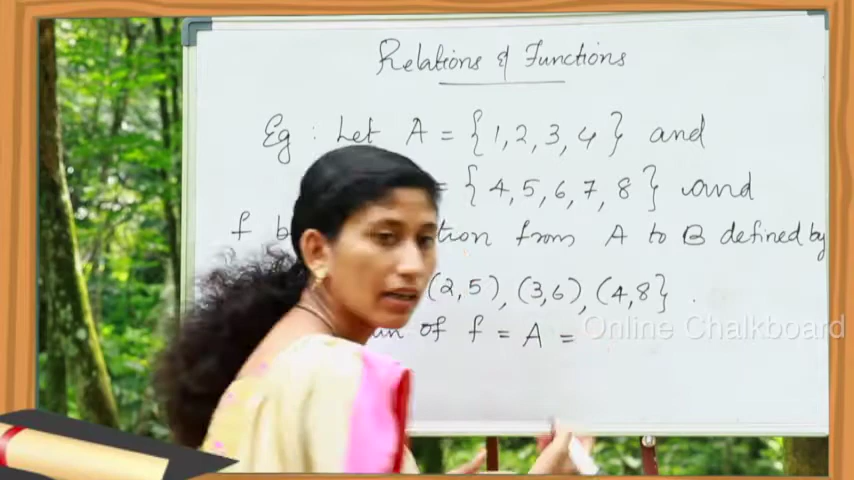 Relations & Functions
Eg : Let A = {1,2,3,4} and
= {4,5,6,7,8} and
f from A to B defined by
(2,5), (3,6), (4,8}.
of f = A =
Online Chalkboard